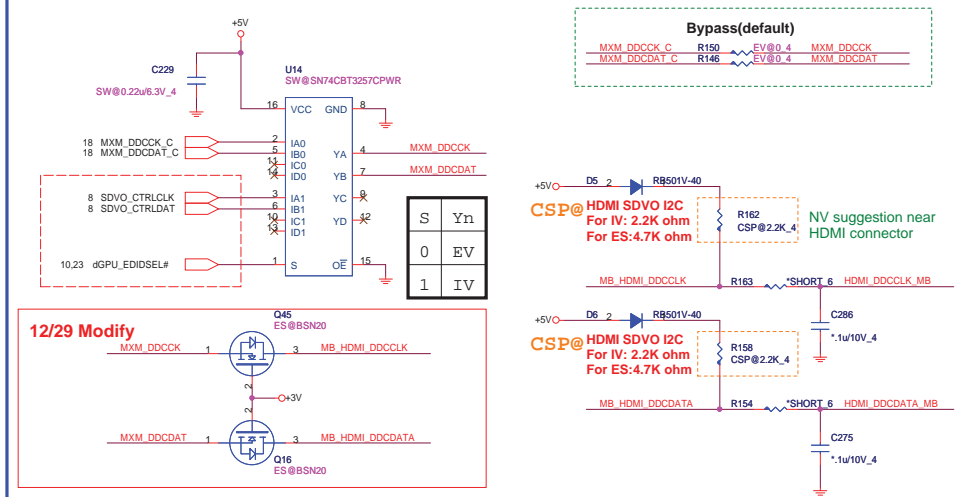 +5V
C229
SW@0.22u/6.3V_4
U14
SW@SN74CBT3257CPWR
16 VCC GND 8
18 MXM_DDCCK_C 2 IA0 YA 4 MXM_DDCCK
18 MXM_DDCDAT_C 5 IB0
11 IC0
14 ID0 YB 7 MXM_DDCDAT
8 SDVO_CTRLCLK 3 IA1 YC 9
8 SDVO_CTRLDAT 6 IB1
10 IC1 YD 12
13 ID1
10,23 dGPU_EDIDSEL# 1 S OE 15
S Yn
0 EV
1 IV
12/29 Modify
Q45
ES@BSN20
MXM_DDCCK 1 3 MB_HDMI_DDCCLK
2
+3V
2
MXM_DDCDAT 1 3 MB_HDMI_DDCDATA
Q16
ES@BSN20
Bypass(default)
MXM_DDCCK_C R150 EV@0_4 MXM_DDCCK
MXM_DDCDAT_C R146 EV@0_4 MXM_DDCDAT
+5V D5 2 RB501V-40
CSP@ HDMI SDVO I2C
For IV: 2.2K ohm
For ES:4.7K ohm
R162
CSP@2.2K_4
NV suggestion near
HDMI connector
MB_HDMI_DDCCLK R163 *SHORT_6 HDMI_DDCCLK_MB
C286
*.1u/10V_4
+5V D6 2 RB501V-40
CSP@ HDMI SDVO I2C
For IV: 2.2K ohm
For ES:4.7K ohm
R158
CSP@2.2K_4
MB_HDMI_DDCDATA R154 *SHORT_6 HDMI_DDCDATA_MB
C275
*.1u/10V_4